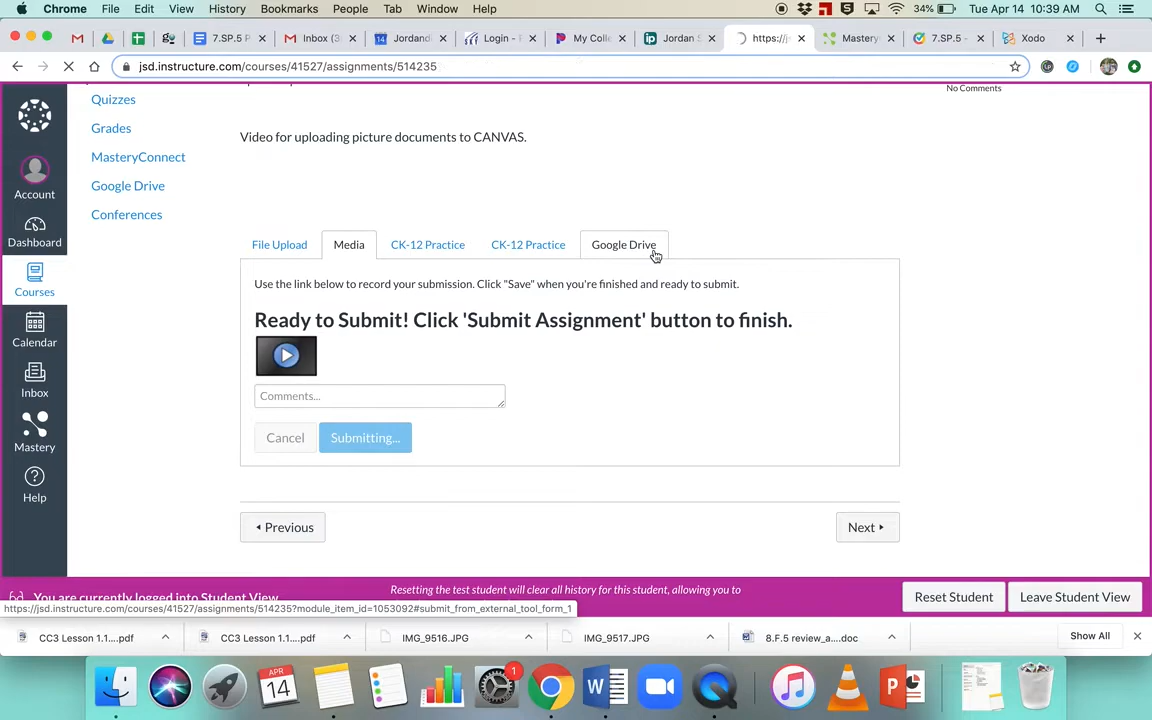 Chrome File Edit View History Bookmarks People Tab Window Help 34% Tue Apr 14 10:39 AM
7.SP.5 P Inbox (3 Jordandi Login - My Coll Jordan S https://j Mastery 7.SP.5 - Xodo
jsd.instructure.com/courses/41527/assignments/514235
No Comments
Quizzes
Grades
MasteryConnect
Google Drive
Conferences
Account
Dashboard
Courses
Calendar
Inbox
Mastery
Help
Video for uploading picture documents to CANVAS.
File Upload Media CK-12 Practice CK-12 Practice Google Drive
Use the link below to record your submission. Click "Save" when you're finished and ready to submit.
Ready to Submit! Click 'Submit Assignment' button to finish.
Comments...
Cancel Submitting...
Previous Next
You are currently logged into Student View
Resetting the test student will clear all history for this student, allowing you to
Reset Student Leave Student View
https://jsd.instructure.com/courses/41527/assignments/514235?module_item_id=1053092#submit_from_external_tool_form_1
CC3 Lesson 1.1....pdf CC3 Lesson 1.1....pdf IMG_9516.JPG IMG_9517.JPG 8.F.5 review_a....doc Show All
APR
14
1